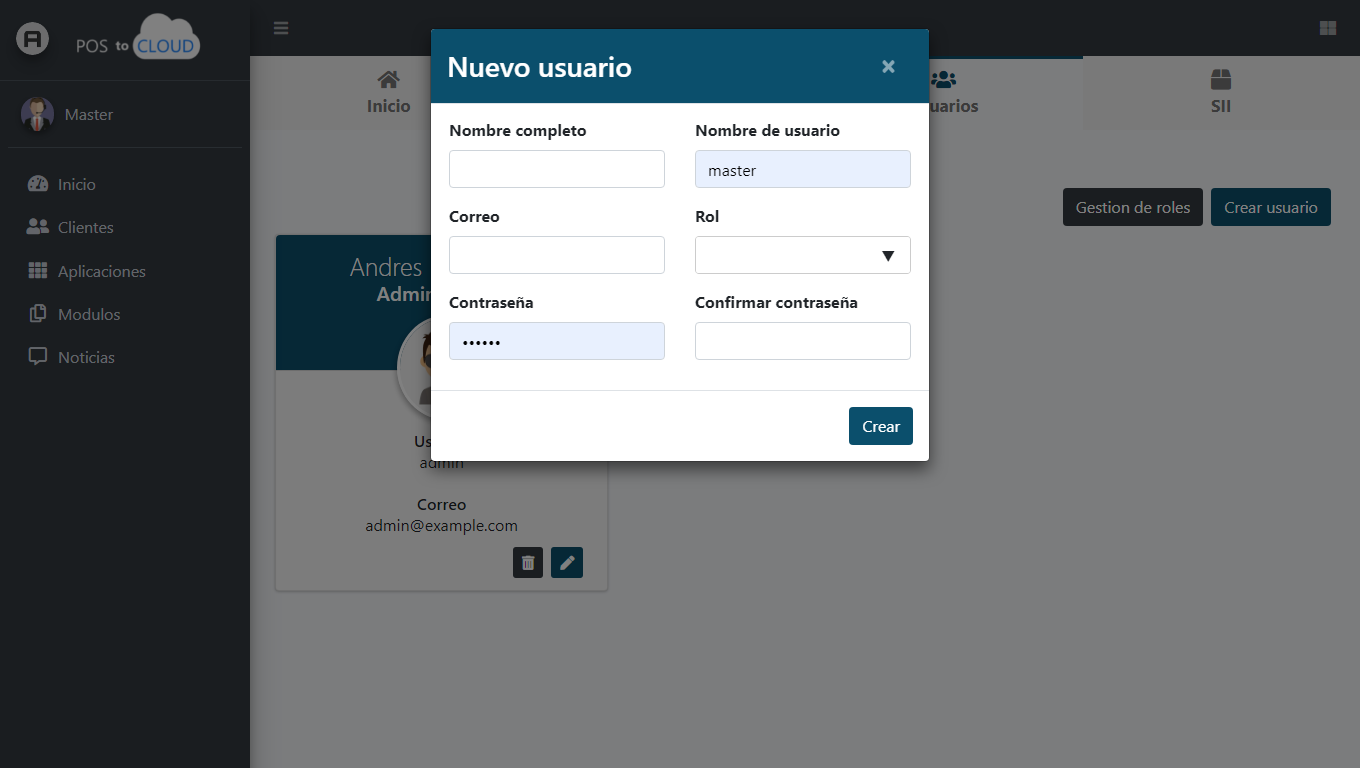 POS to CLOUD
Master
Inicio
Clientes
Aplicaciones
Modulos
Noticias
Inicio
uarios
SII
Gestion de roles
Crear usuario
Nuevo usuario
×
Nombre completo
Nombre de usuario
master
Correo
Rol
Contraseña
Confirmar contraseña
••••••
Crear
Andres
Admin
Us
admin
Correo
admin@example.com